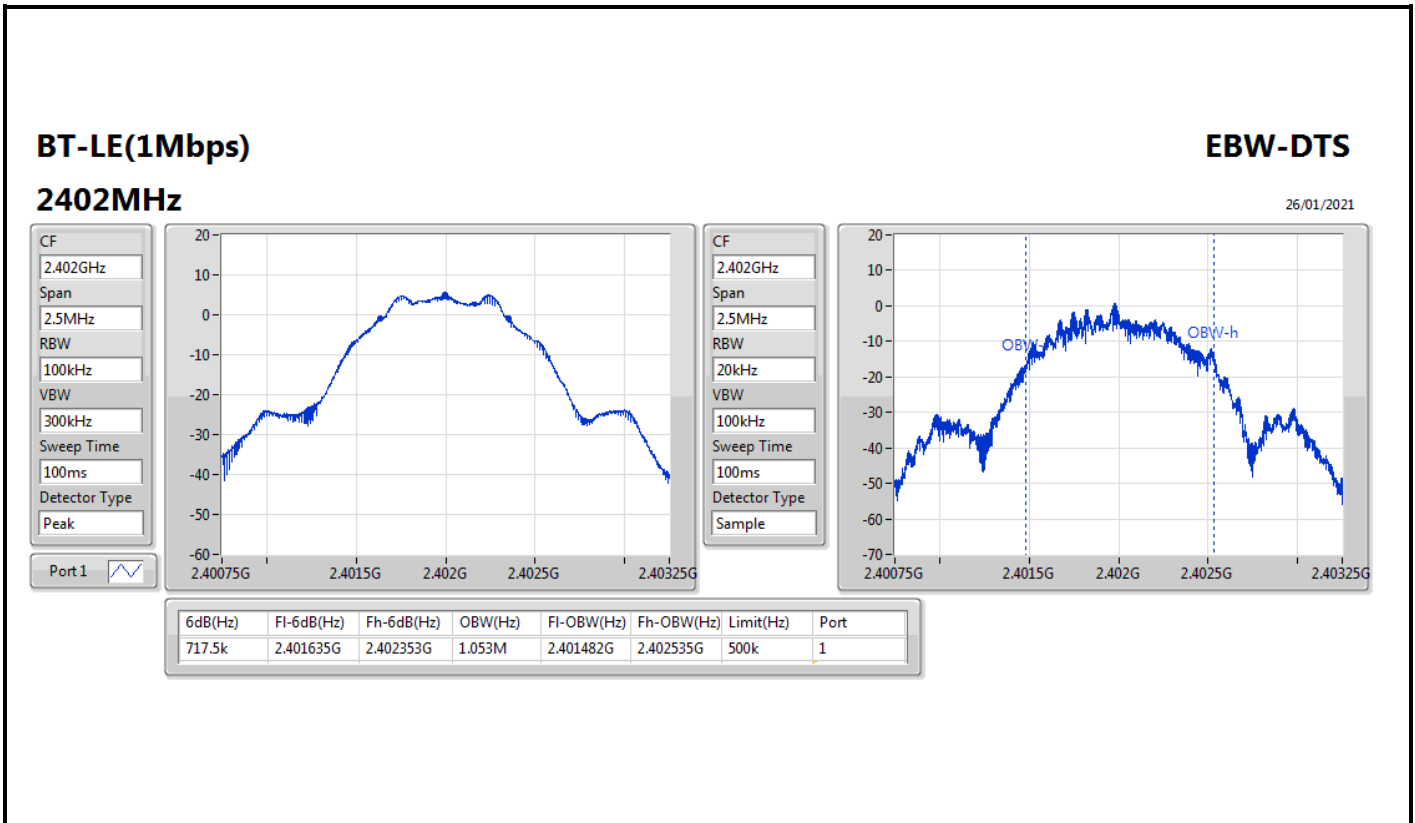 BT-LE(1Mbps)
EBW-DTS
2402MHz
26/01/2021
CF
2.402GHz
Span
2.5MHz
RBW
100kHz
VBW
300kHz
Sweep Time
100ms
Detector Type
Peak
Port 1
20
10
0
-10
-20
-30
-40
-50
-60
2.40075G 2.4015G 2.402G 2.4025G 2.40325G
CF
2.402GHz
Span
2.5MHz
RBW
20kHz
VBW
100kHz
Sweep Time
100ms
Detector Type
Sample
20
10
0
-10
-20
-30
-40
-50
-60
-70
OBW-
OBW-h
2.40075G 2.4015G 2.402G 2.4025G 2.40325G
6dB(Hz) Fl-6dB(Hz) Fh-6dB(Hz) OBW(Hz) Fl-OBW(Hz) Fh-OBW(Hz) Limit(Hz) Port
717.5k 2.401635G 2.402353G 1.053M 2.401482G 2.402535G 500k 1